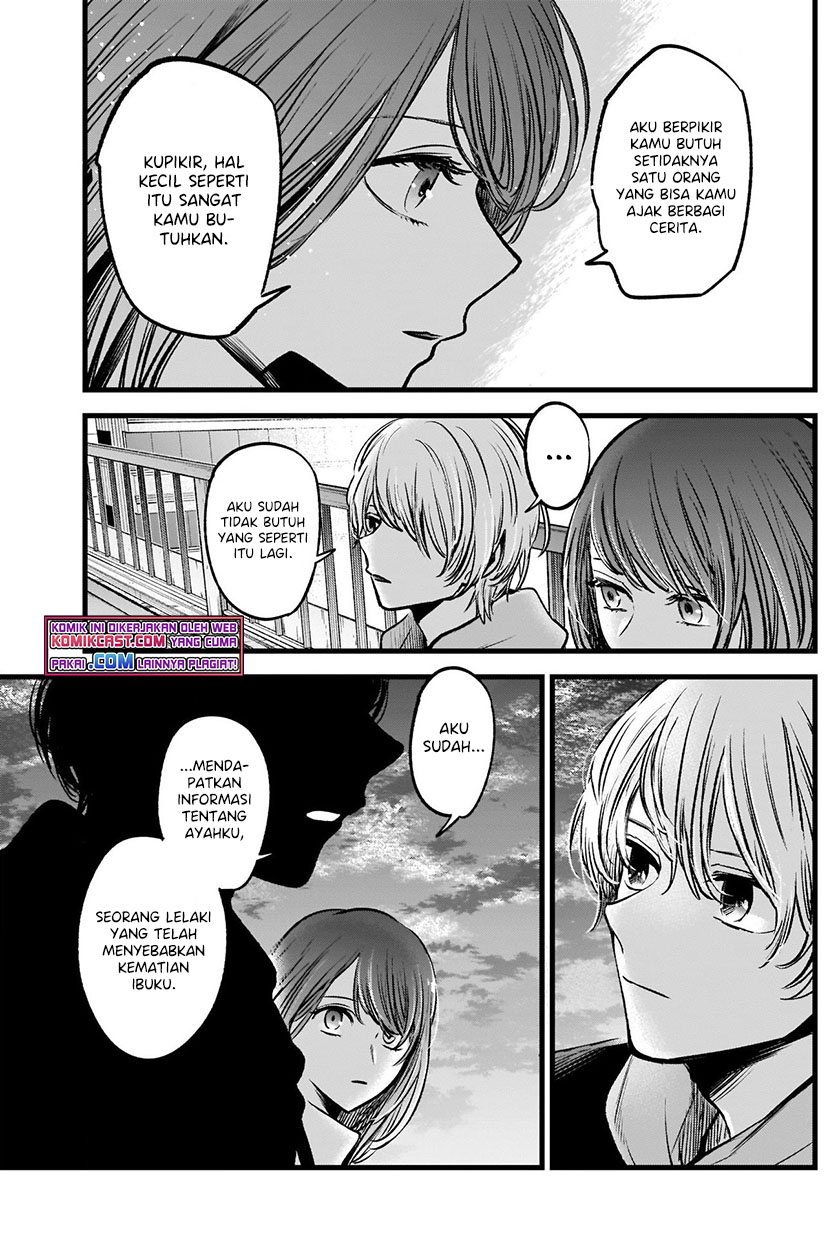 AKU BERPIKIR
KAMU BUTUH
SETIDAKNYA
SATU ORANG
YANG BISA KAMU
AJAK BERBAGI
CERITA.
KUPIKIR, HAL
KECIL SEPERTI
ITU SANGAT
KAMU BU-
TUHKAN.
...
AKU SUDAH
TIDAK BUTUH
YANG SEPERTI
ITU LAGI.
KOMIK INI DIKERJAKAN OLEH WEB
KOMIKCAST.COM YANG CUMA
PAKAI .COM LAINNYA PLAGIAT!
AKU
SUDAH...
...MENDA-
PATKAN
INFORMASI
TENTANG
AYAHKU,
SEORANG LELAKI
YANG TELAH
MENYEBABKAN
KEMATIAN
IBUKU.